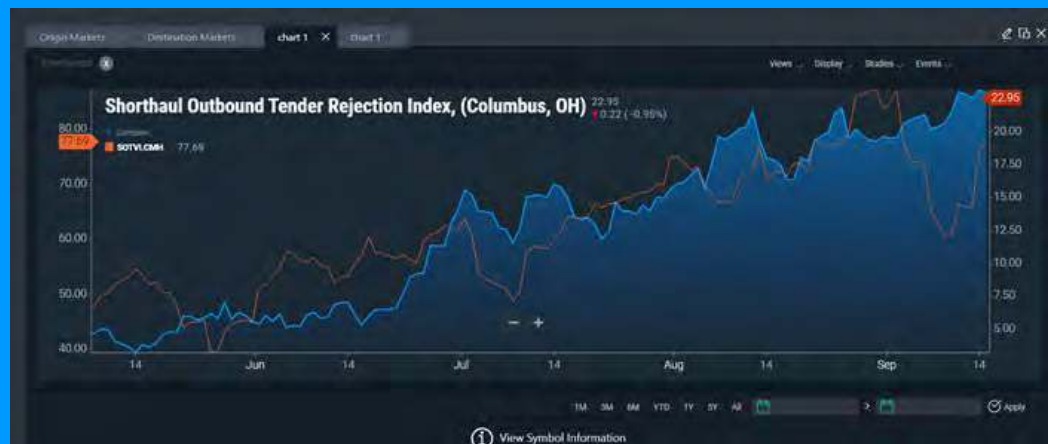 Origin Markets Destination Markets chart 1 X chart 1
Views Display Studies Events
Shorthaul Outbound Tender Rejection Index, (Columbus, OH) 22.95
▼0.22 (-0.95%)
Compare
SOTVI.CMH 77.69
22.95
80.00
77.69
70.00
60.00
50.00
40.00
20.00
17.50
15.00
12.50
10.00
7.50
5.00
− +
14 Jun 14 Jul 14 Aug 14 Sep 14
1M 3M 6M YTD 1Y 5Y All > Apply
View Symbol Information